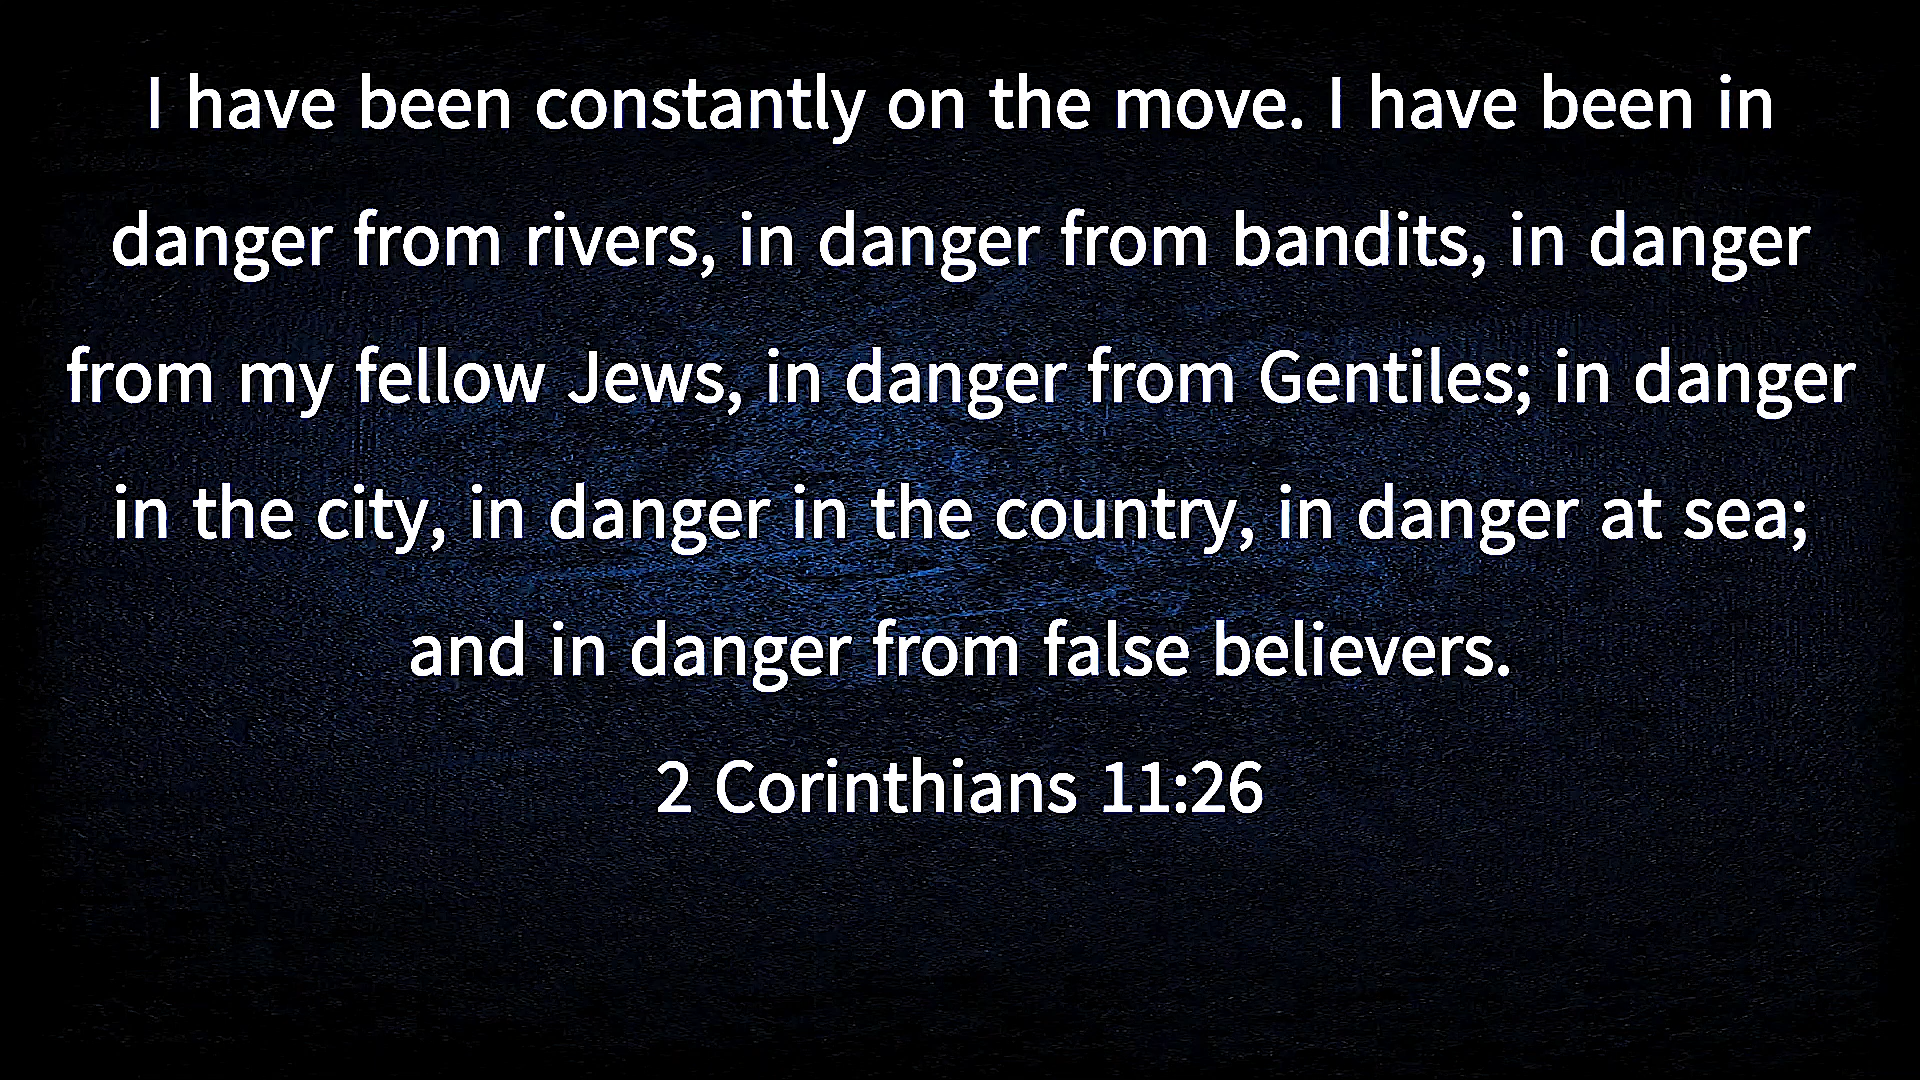 I have been constantly on the move. I have been in
danger from rivers, in danger from bandits, in danger
from my fellow Jews, in danger from Gentiles; in danger
in the city, in danger in the country, in danger at sea;
and in danger from false believers.
2 Corinthians 11:26